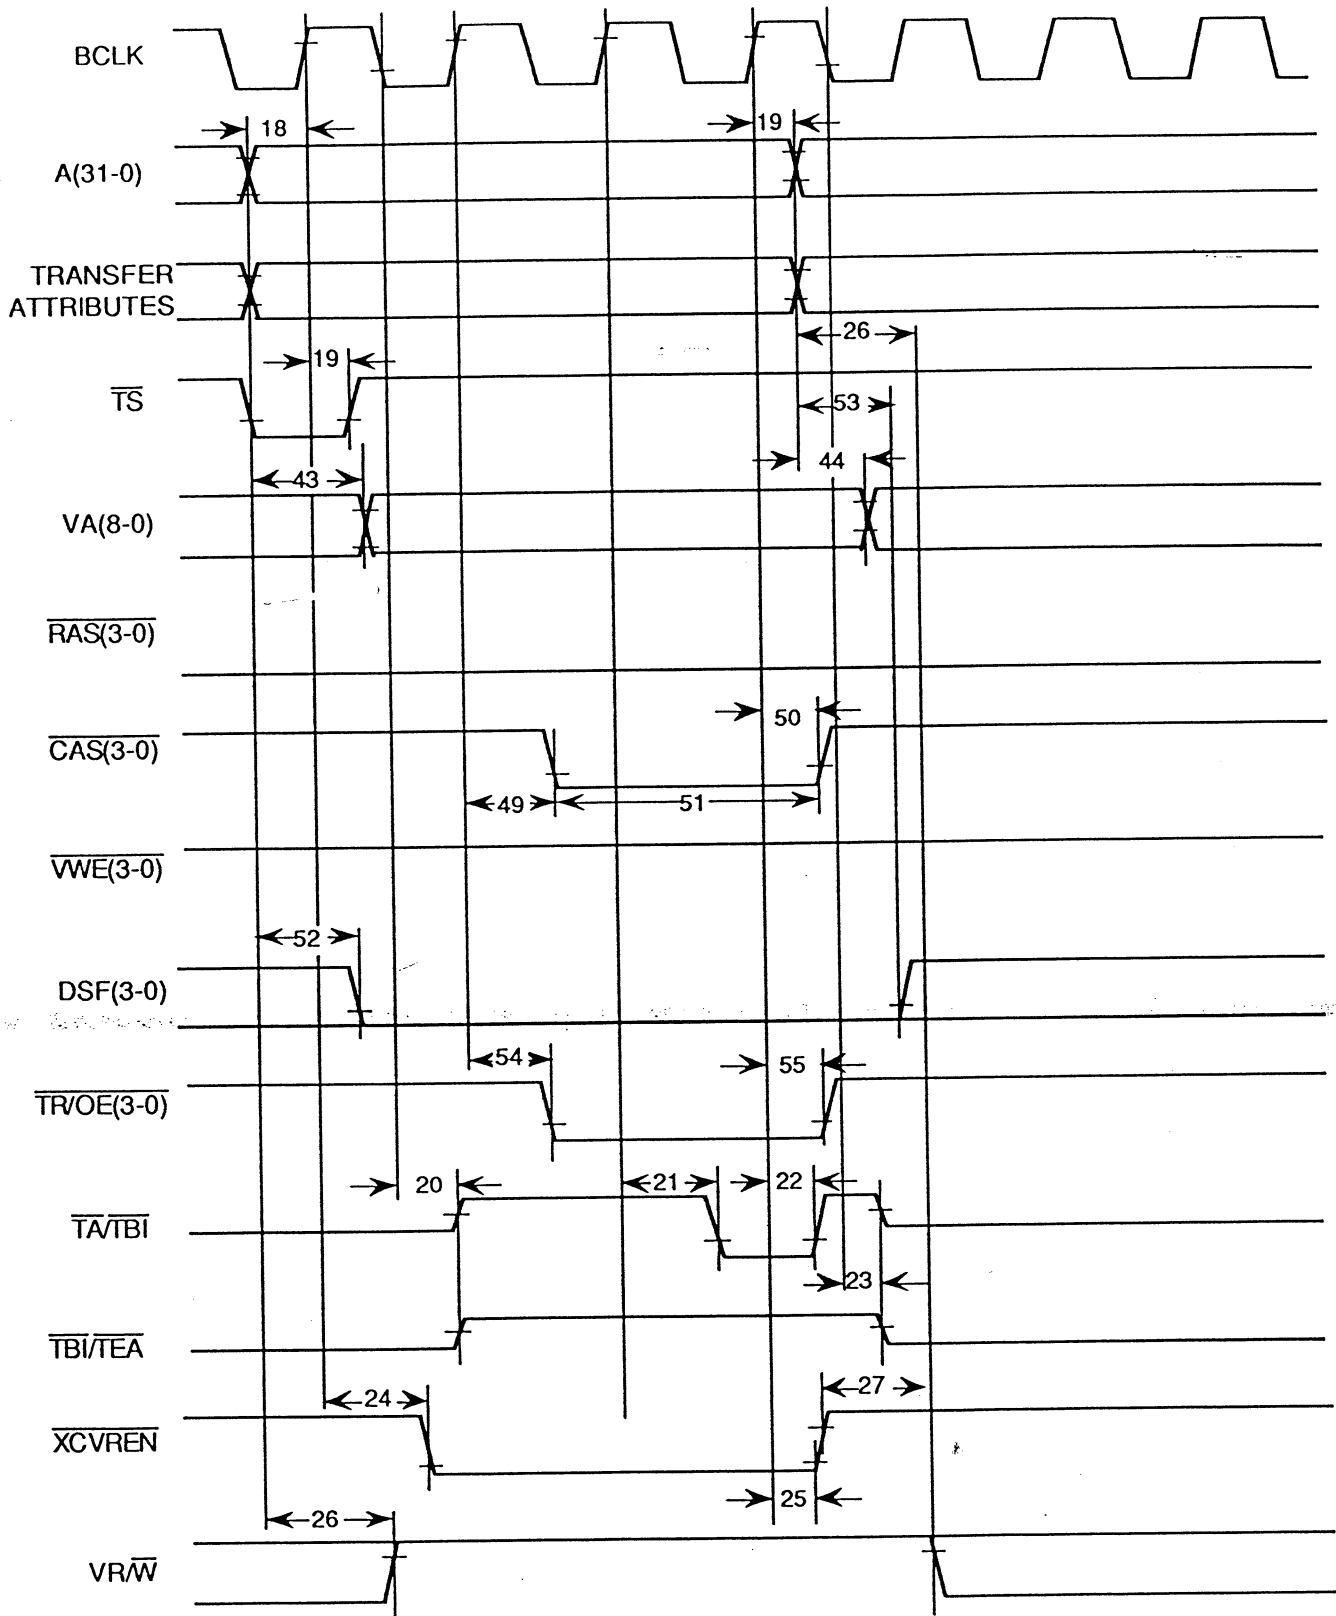 BCLK
18
19
A(31-0)
TRANSFER
ATTRIBUTES
26
19
TS
53
44
43
VA(8-0)
RAS(3-0)
50
CAS(3-0)
49
51
VWE(3-0)
52
DSF(3-0)
54
55
TR/OE(3-0)
20
21
22
TA/TBI
23
TBI/TEA
24
27
XCVREN
25
26
VR/W